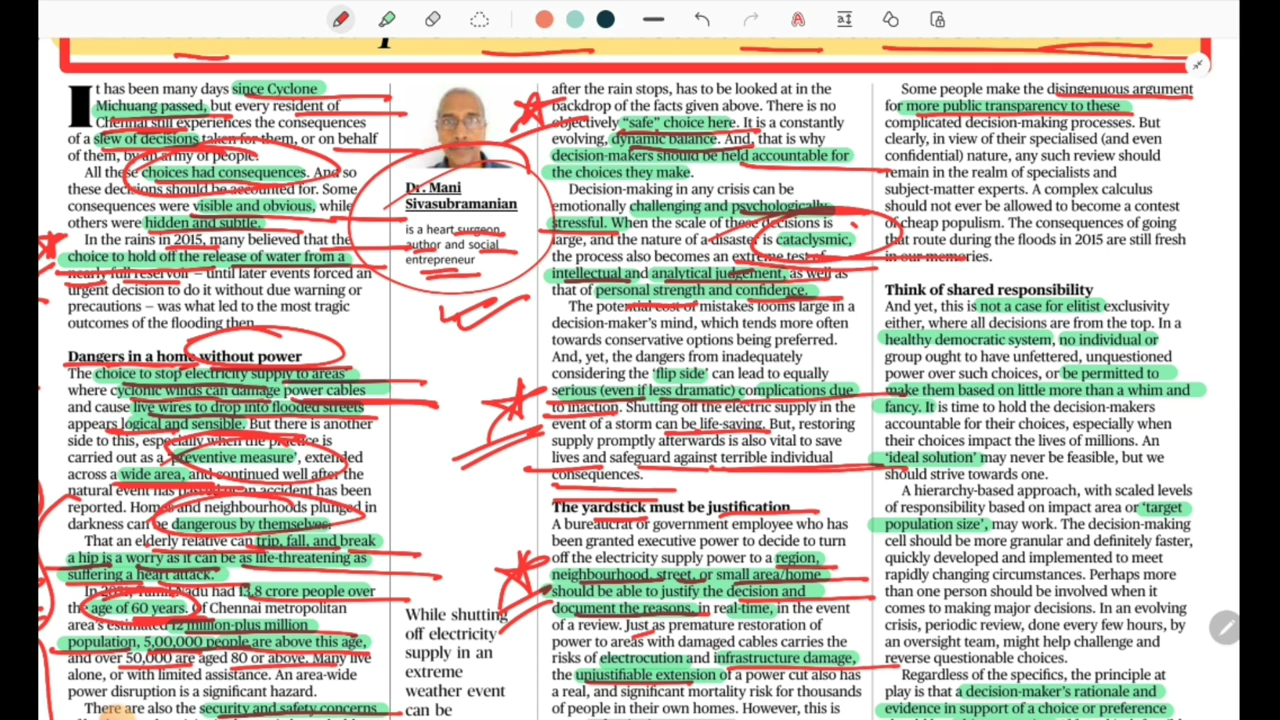 It has been many days since Cyclone
Michuang passed, but every resident of
Chennai still experiences the consequences
of a slew of decisions taken for them, or on behalf
of them, by an army of people.
All these choices had consequences. And so
these decisions should be accounted for. Some
consequences were visible and obvious, while
others were hidden and subtle.
In the rains in 2015, many believed that the
choice to hold off the release of water from a
nearly full reservoir — until later events forced an
urgent decision to do it without due warning or
precautions — was what led to the most tragic
outcomes of the flooding then.
Dangers in a home without power
The choice to stop electricity supply to areas
where cyclonic winds can damage power cables
and cause live wires to drop into flooded streets
appears logical and sensible. But there is another
side to this, especially when the practice is
carried out as a 'preventive measure', extended
across a wide area, and continued well after the
natural event has passed or an accident has been
reported. Homes and neighbourhoods plunged in
darkness can be dangerous by themselves.
That an elderly relative can trip, fall, and break
a hip is a worry as it can be as life-threatening as
suffering a heart attack.
In Tamil Nadu had 13.8 crore people over
the age of 60 years. Of Chennai metropolitan
area's estimated 12 million-plus million
population, 5,00,000 people are above this age,
and over 50,000 are aged 80 or above. Many live
alone, or with limited assistance. An area-wide
power disruption is a significant hazard.
There are also the security and safety concerns
Dr. Mani
Sivasubramanian
is a heart surgeon,
author and social
entrepreneur
While shutting
off electricity
supply in an
extreme
weather event
can be
after the rain stops, has to be looked at in the
backdrop of the facts given above. There is no
objectively "safe" choice here. It is a constantly
evolving, dynamic balance. And, that is why
decision-makers should be held accountable for
the choices they make.
Decision-making in any crisis can be
emotionally challenging and psychologically
stressful. When the scale of these decisions is
large, and the nature of a disaster is cataclysmic,
the process also becomes an extreme test of
intellectual and analytical judgement, as well as
that of personal strength and confidence.
The potential cost of mistakes looms large in a
decision-maker's mind, which tends more often
towards conservative options being preferred.
And, yet, the dangers from inadequately
considering the 'flip side' can lead to equally
serious (even if less dramatic) complications due
to inaction. Shutting off the electric supply in the
event of a storm can be life-saving. But, restoring
supply promptly afterwards is also vital to save
lives and safeguard against terrible individual
consequences.
The yardstick must be justification
A bureaucrat or government employee who has
been granted executive power to decide to turn
off the electricity supply power to a region,
neighbourhood, street, or small area/home
should be able to justify the decision and
document the reasons, in real-time, in the event
of a review. Just as premature restoration of
power to areas with damaged cables carries the
risks of electrocution and infrastructure damage,
the unjustifiable extension of a power cut also has
a real, and significant mortality risk for thousands
of people in their own homes. However, this is
Some people make the disingenuous argument
for more public transparency to these
complicated decision-making processes. But
clearly, in view of their specialised (and even
confidential) nature, any such review should
remain in the realm of specialists and
subject-matter experts. A complex calculus
should not ever be allowed to become a contest
of cheap populism. The consequences of going
that route during the floods in 2015 are still fresh
in our memories.
Think of shared responsibility
And yet, this is not a case for elitist exclusivity
either, where all decisions are from the top. In a
healthy democratic system, no individual or
group ought to have unfettered, unquestioned
power over such choices, or be permitted to
make them based on little more than a whim and
fancy. It is time to hold the decision-makers
accountable for their choices, especially when
their choices impact the lives of millions. An
'ideal solution' may never be feasible, but we
should strive towards one.
A hierarchy-based approach, with scaled levels
of responsibility based on impact area or 'target
population size', may work. The decision-making
cell should be more granular and definitely faster,
quickly developed and implemented to meet
rapidly changing circumstances. Perhaps more
than one person should be involved when it
comes to making major decisions. In an evolving
crisis, periodic review, done every few hours, by
an oversight team, might help challenge and
reverse questionable choices.
Regardless of the specifics, the principle at
play is that a decision-maker's rationale and
evidence in support of a choice or preference